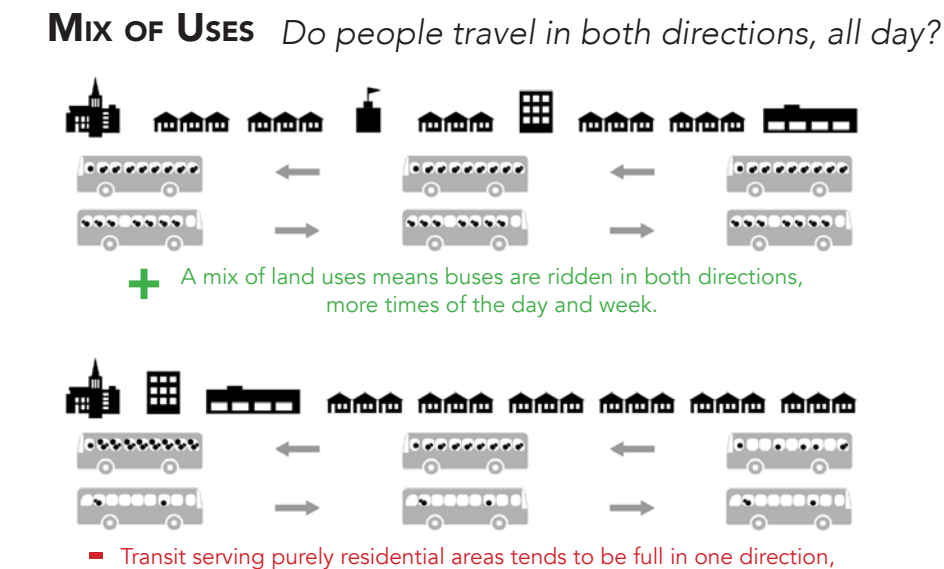 MIX OF USES Do people travel in both directions, all day?
+ A mix of land uses means buses are ridden in both directions,
more times of the day and week.
- Transit serving purely residential areas tends to be full in one direction,